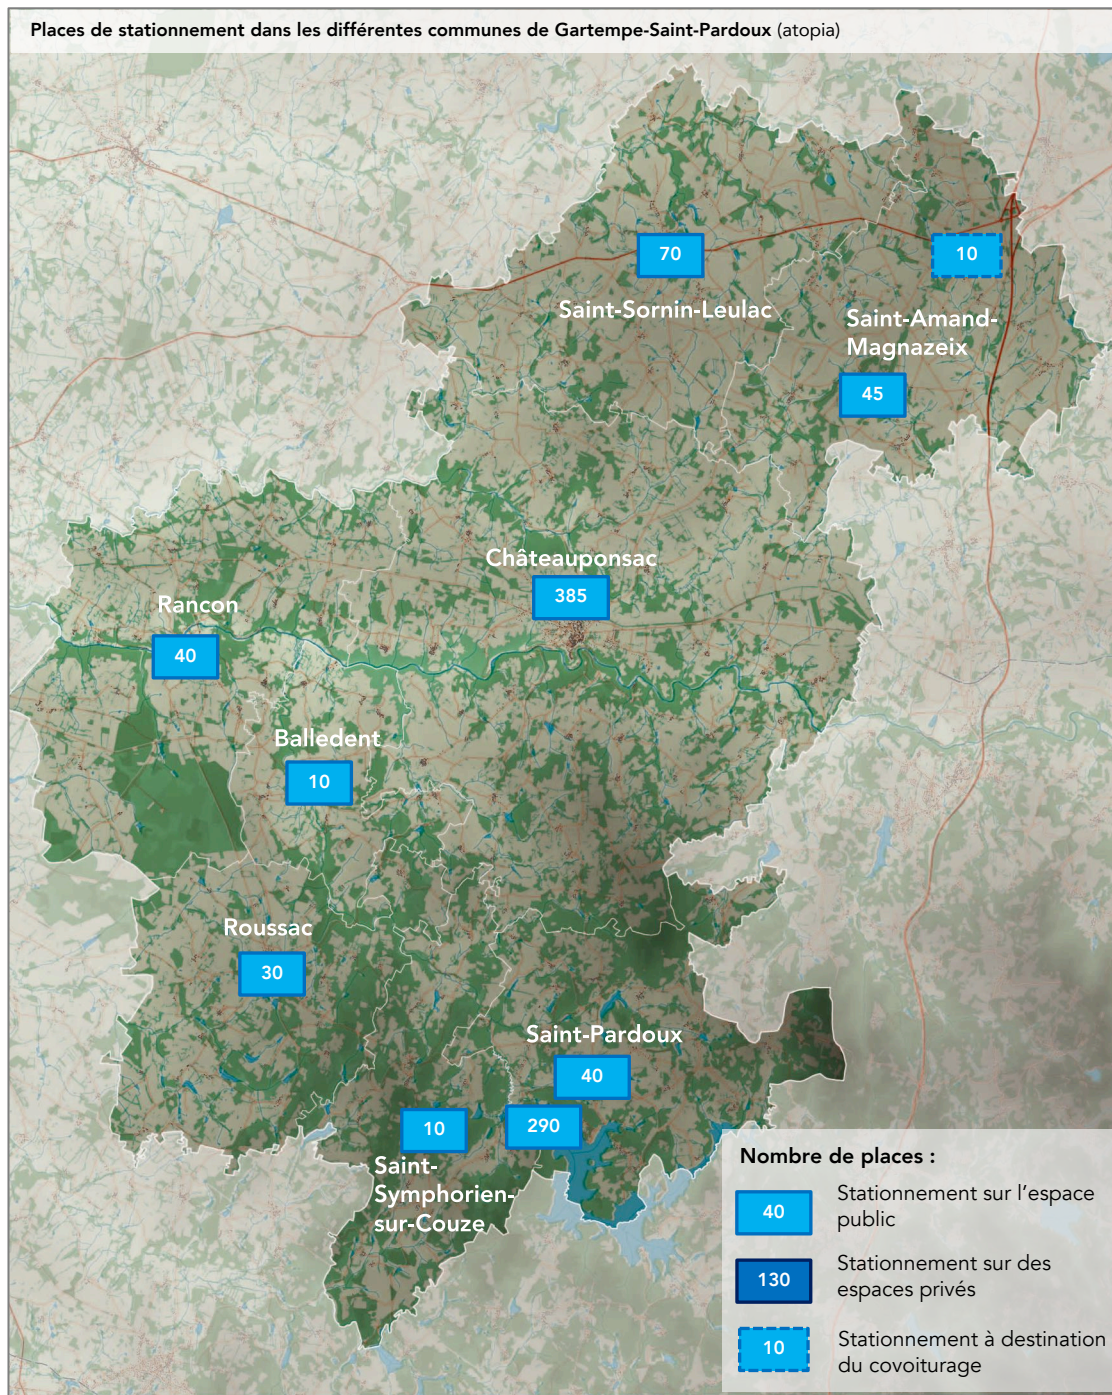 Places de stationnement dans les différentes communes de Gartempe-Saint-Pardoux (atopia)
70
10
Saint-Sornin-Leulac
Saint-Amand-
Magnazeix
45
Châteauponsac
385
Rancon
40
Balledent
10
Roussac
30
Saint-Pardoux
40
290
10
Saint-
Symphorien-
sur-Couze
Nombre de places :
40
Stationnement sur l'espace
public
130
Stationnement sur des
espaces privés
10
Stationnement à destination
du covoiturage